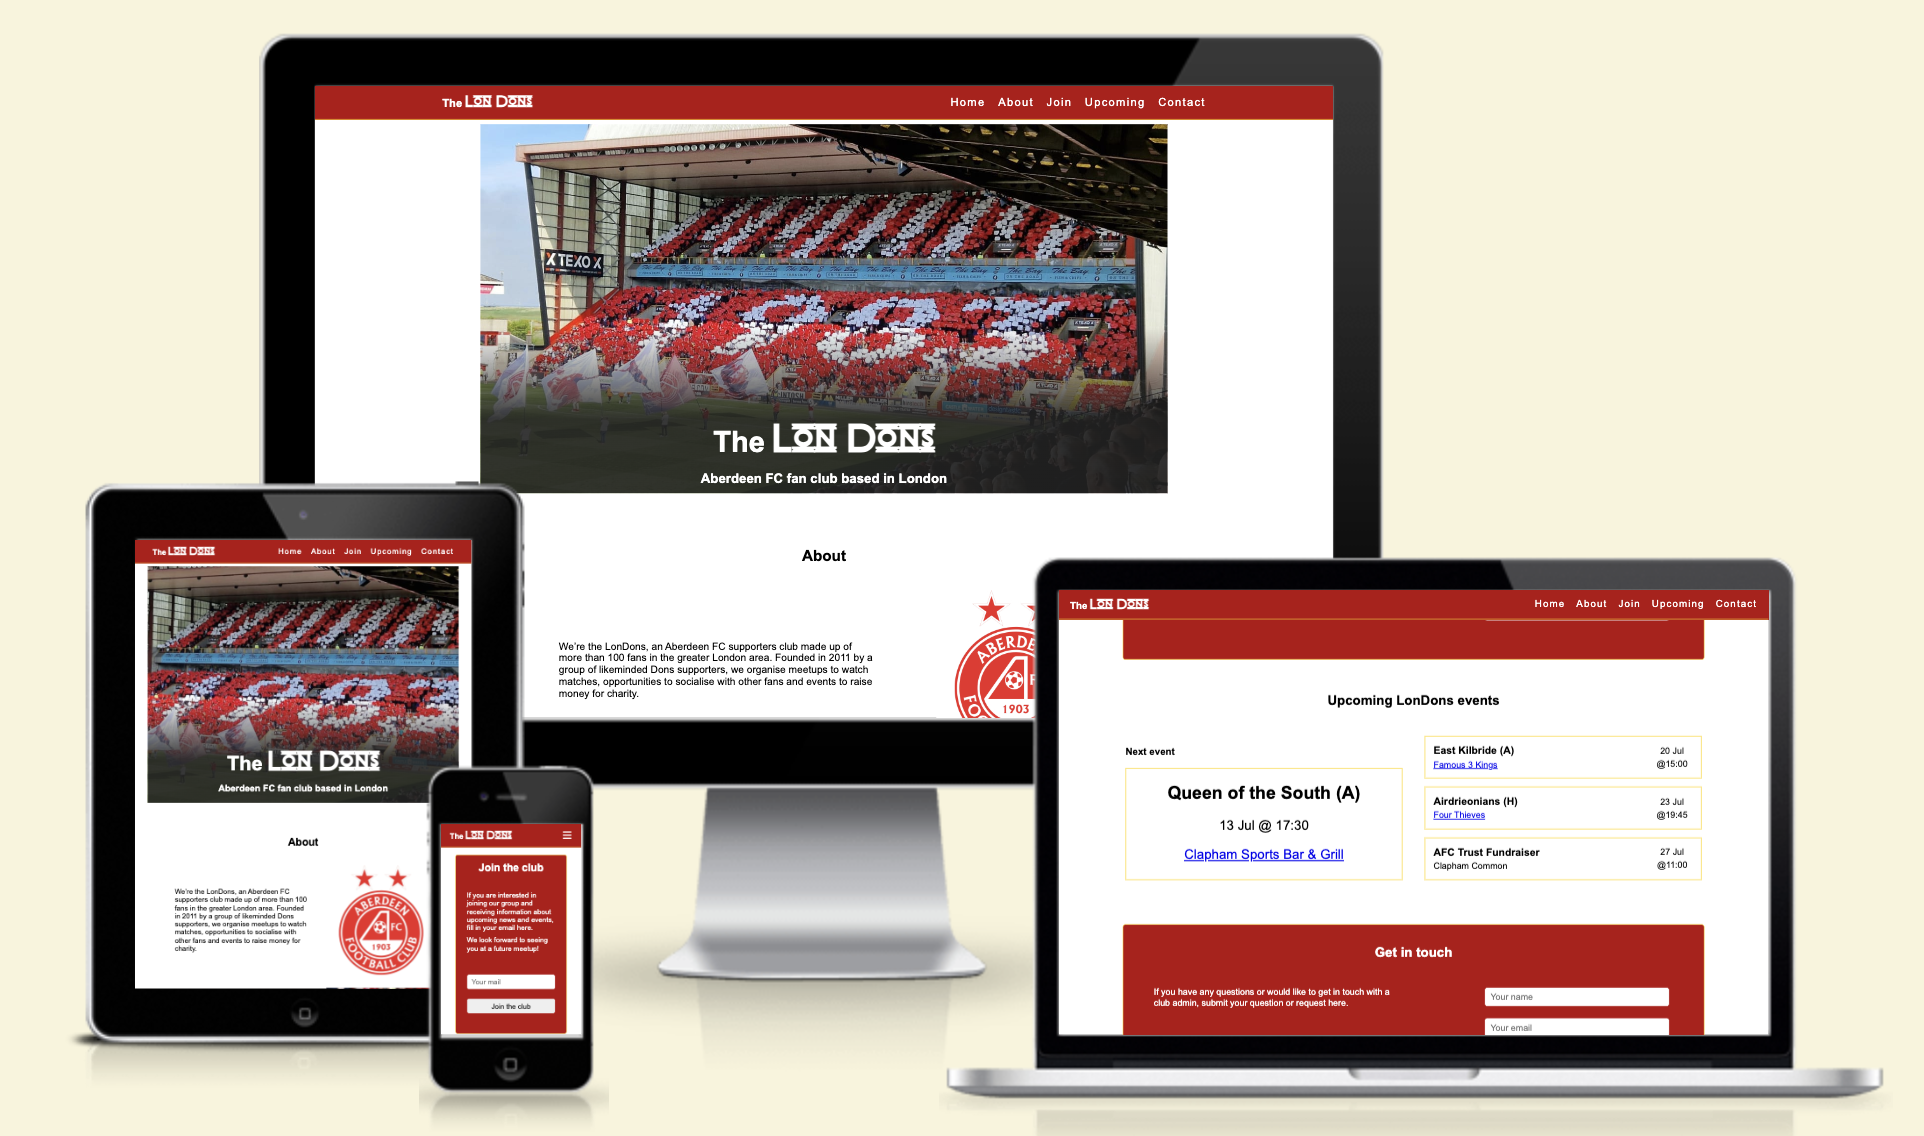 The LON DONS
Home About Join Upcoming Contact
XTEXOX
The Bay The Bay The Bay The Bay
1903
The LON DONS
Aberdeen FC fan club based in London
About
We're the LonDons, an Aberdeen FC supporters club made up of
more than 100 fans in the greater London area. Founded in 2011 by a
group of likeminded Dons supporters, we organise meetups to watch
matches, opportunities to socialise with other fans and events to raise
money for charity.
ABERDE
F
FO
1903
The LON DONS
Home About Join Upcoming Contact
The LON DONS
Aberdeen FC fan club based in London
About
We're the LonDons, an Aberdeen FC
supporters club made up of more than 100
fans in the greater London area. Founded
in 2011 by a group of likeminded Dons
supporters, we organise meetups to watch
matches, opportunities to socialise with
other fans and events to raise money for
charity.
ABERDEEN
FC
1903
FOOTBALL CLUB
The LON DONS
Join the club
If you are interested in
joining our group and
receiving information about
upcoming news and events,
fill in your email here.
We look forward to seeing
you at a future meetup!
Your mail
Join the club
The LON DONS
Home About Join Upcoming Contact
Upcoming LonDons events
Next event
Queen of the South (A)
13 Jul @ 17:30
Clapham Sports Bar & Grill
East Kilbride (A) 20 Jul
Famous 3 Kings @15:00
Airdrieonians (H) 23 Jul
Four Thieves @19:45
AFC Trust Fundraiser 27 Jul
Clapham Common @11:00
Get in touch
If you have any questions or would like to get in touch with a
club admin, submit your question or request here.
Your name
Your email